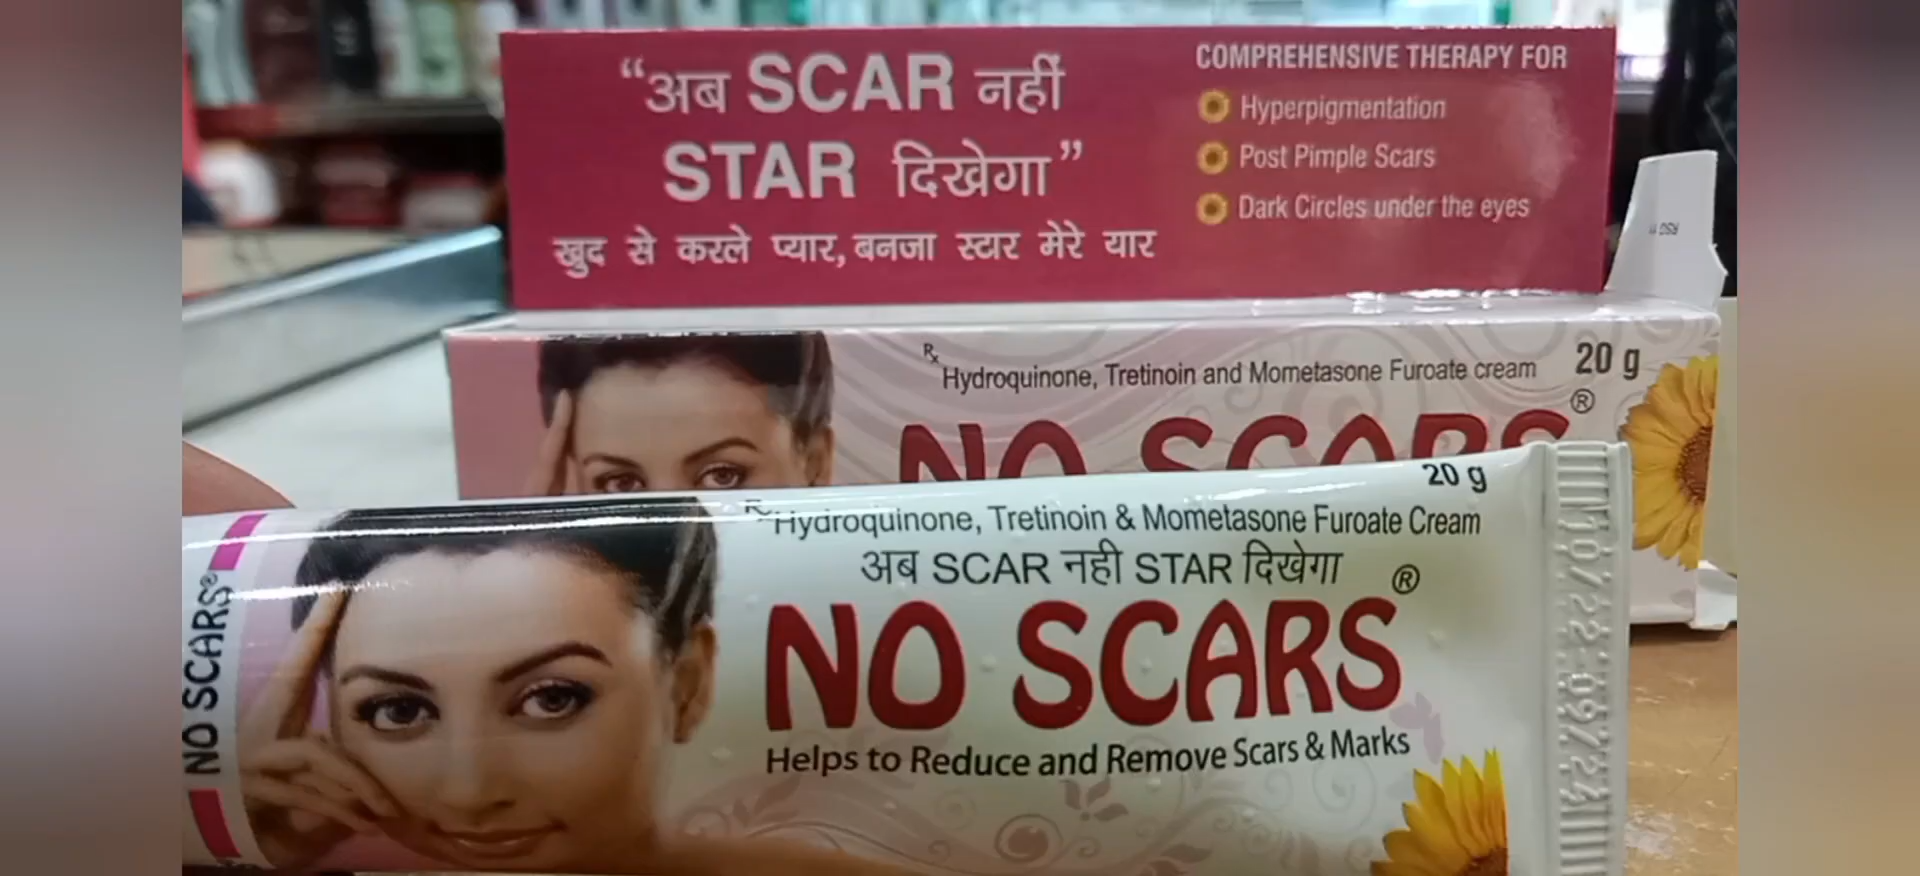 “अब SCAR नहीं
STAR दिखेगा”
खुद से करले प्यार, बनजा स्टार मेरे यार
COMPREHENSIVE THERAPY FOR
Hyperpigmentation
Post Pimple Scars
Dark Circles under the eyes
Rx
Hydroquinone, Tretinoin and Mometasone Furoate cream
20 g
NO SCARS®
20 g
Rx Hydroquinone, Tretinoin & Mometasone Furoate Cream
अब SCAR नही STAR दिखेगा
NO SCARS®
Helps to Reduce and Remove Scars & Marks
NO SCARS®